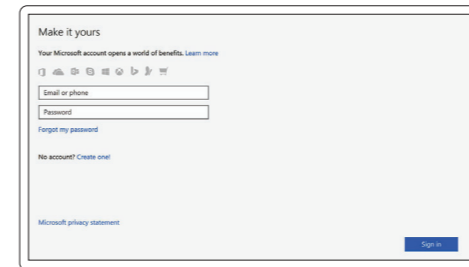 Make it yours
Your Microsoft account opens a world of benefits. Learn more
Email or phone
Password
Forgot my password
No account? Create one!
Microsoft privacy statement
Sign in